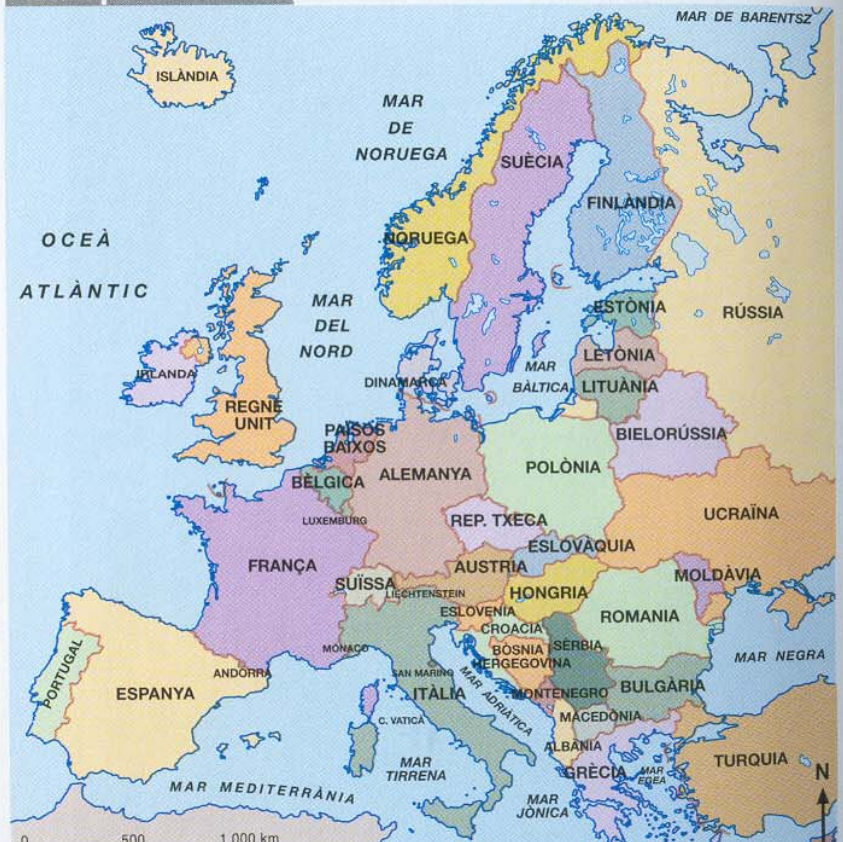 MAR DE BARENTSZ
ISLÀNDIA
MAR
DE
NORUEGA
SUÈCIA
FINLÀNDIA
NORUEGA
OCEÀ
ATLÀNTIC
MAR
DEL
NORD
ESTÒNIA
RÚSSIA
LETÒNIA
MAR
BÀLTICA
LITUÀNIA
IRLANDA
DINAMARCA
REGNE
UNIT
PAÏSOS
BAIXOS
BIELORÚSSIA
ALEMANYA
POLÒNIA
BÈLGICA
LUXEMBURG
REP. TXECA
UCRAÏNA
ESLOVÀQUIA
FRANÇA
AUSTRIA
MOLDÀVIA
SUÏSSA
LIECHTENSTEIN
HONGRIA
ESLOVENIA
ROMANIA
CROACIA
MÒNACO
BÒSNIA
HERGEGOVINA
SÈRBIA
MAR NEGRA
ANDORRA
SAN MARINO
PORTUGAL
ESPANYA
ITÀLIA
MAR ADRIÀTICA
MONTENEGRO
BULGÀRIA
C. VATICÀ
MACEDÒNIA
ALBÀNIA
MAR
TIRRENA
GRÈCIA
MAR
EGEA
TURQUIA
N
MAR MEDITERRÀNIA
MAR
JÒNICA
0 500 1.000 km